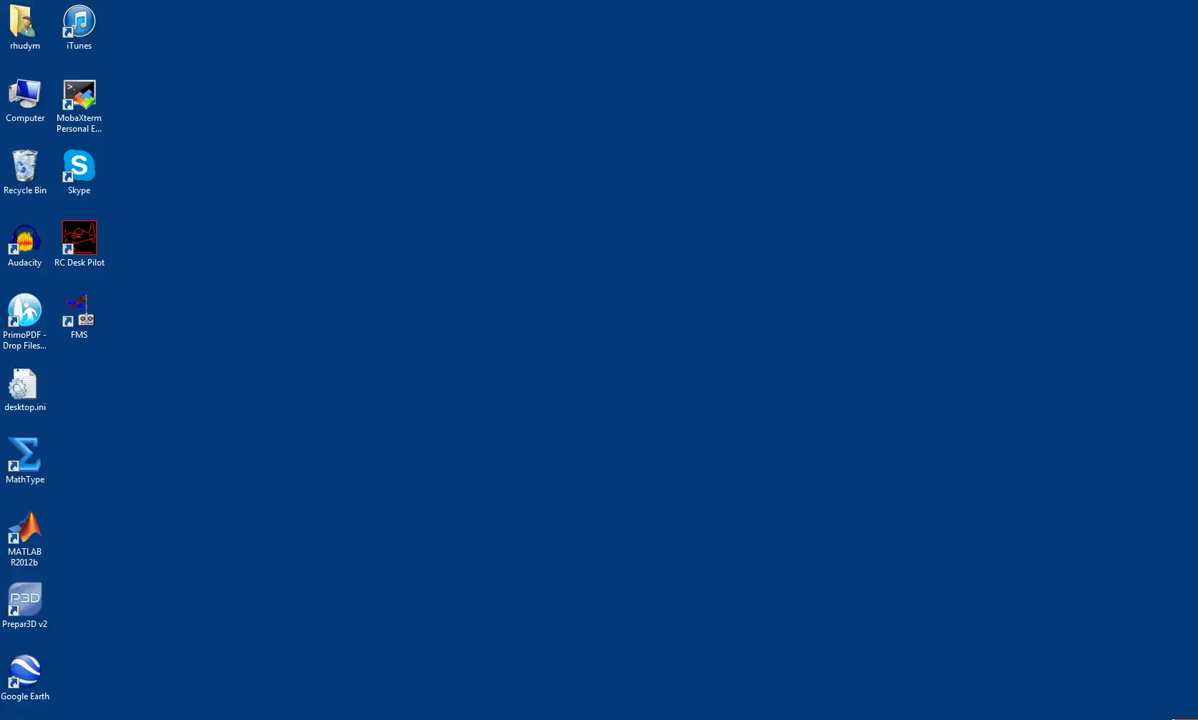 rhudym
iTunes
Computer
MobaXterm
Personal E...
Recycle Bin
Skype
Audacity
RC Desk Pilot
PrimoPDF -
Drop Files...
FMS
desktop.ini
MathType
MATLAB
R2012b
P3D
Prepar3D v2
Google Earth